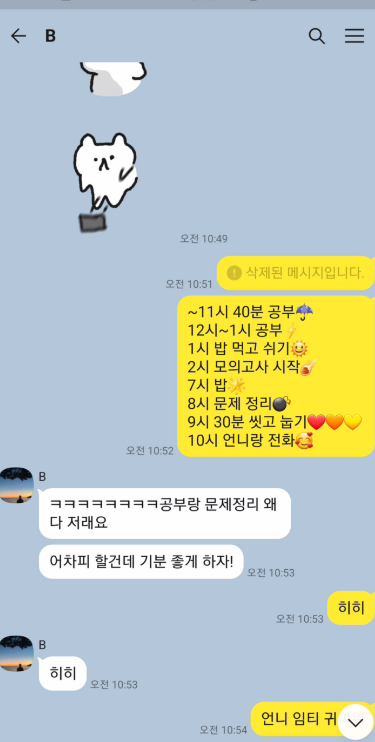 B
오전 10:49
삭제된 메시지입니다.
오전 10:51
~11시 40분 공부☂️
12시~1시 공부⚡
1시 밥 먹고 쉬기🌞
2시 모의고사 시작☄️
7시 밥🌟
8시 문제 정리💣
9시 30분 씻고 눕기❤️🧡💛
10시 언니랑 전화🥰
오전 10:52
B
ㅋㅋㅋㅋㅋㅋㅋㅋ공부랑 문제정리 왜
다 저래요
어차피 할건데 기분 좋게 하자!
오전 10:53
히히
오전 10:53
B
히히
오전 10:53
언니 임티 귀
오전 10:54